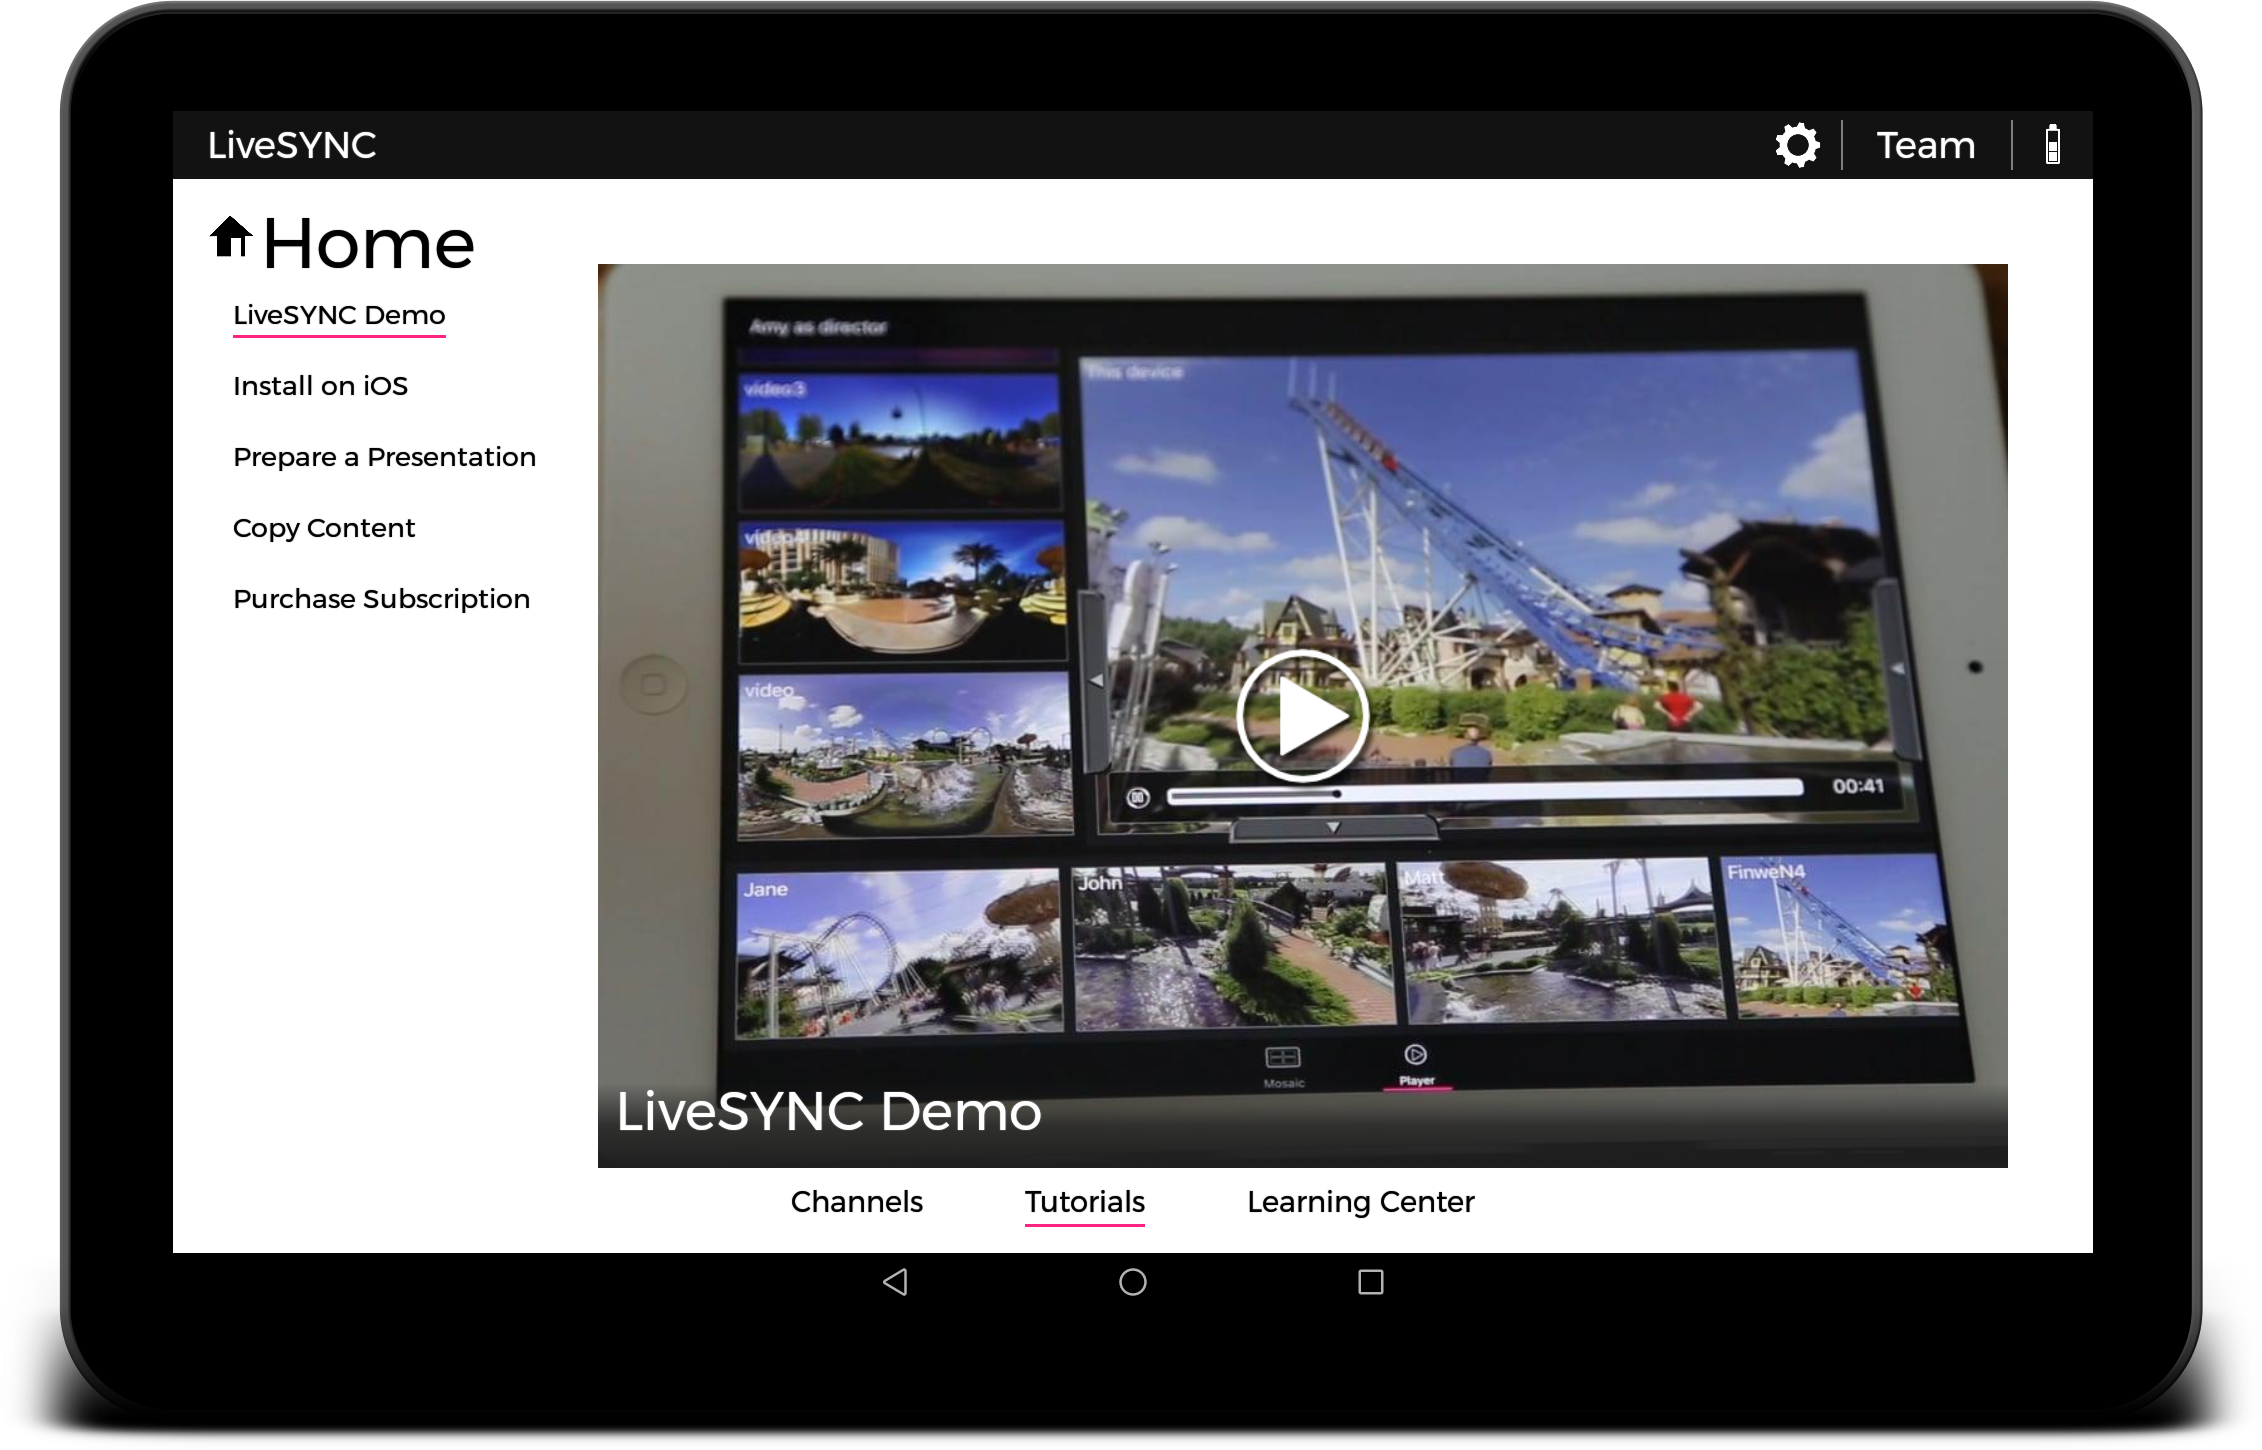 LiveSYNC
Team
Home
LiveSYNC Demo
Install on iOS
Prepare a Presentation
Copy Content
Purchase Subscription
Amy as director
video3
This device
video
00:41
Jane
John
Matt
FinweN4
Mosaic
Player
LiveSYNC Demo
Channels
Tutorials
Learning Center